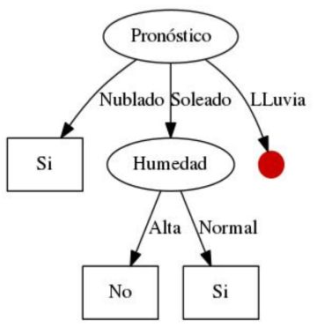 Pronóstico
Nublado Soleado LLuvia
Si
Humedad
Alta Normal
No
Si